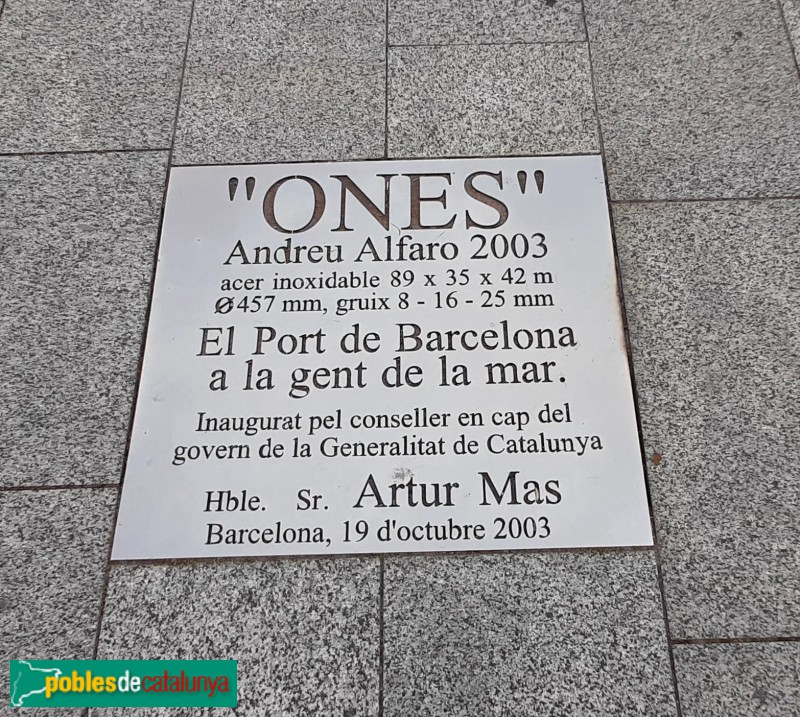 "ONES"
Andreu Alfaro 2003
acer inoxidable 89 x 35 x 42 m
Ø457 mm, gruix 8 - 16 - 25 mm
El Port de Barcelona
a la gent de la mar.
Inaugurat pel conseller en cap del
govern de la Generalitat de Catalunya
Hble. Sr. Artur Mas
Barcelona, 19 d'octubre 2003
poblesdecatalunya